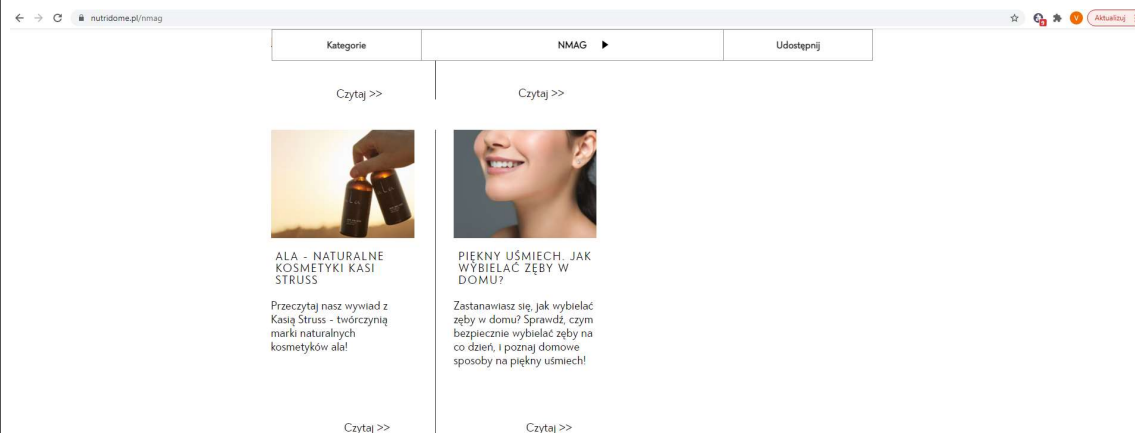 nutridome.pl/nmag
Aktualizuj
Kategorie
NMAG
Udostępnij
Czytaj >>
Czytaj >>
ALA - NATURALNE
KOSMETYKI KASI
STRUSS
Przeczytaj nasz wywiad z
Kasią Struss - twórczynią
marki naturalnych
kosmetyków ala!
Czytaj >>
PIĘKNY UŚMIECH. JAK
WYBIELAĆ ZĘBY W
DOMU?
Zastanawiasz się, jak wybielać
zęby w domu? Sprawdź, czym
bezpiecznie wybielać zęby na
co dzień, i poznaj domowe
sposoby na piękny uśmiech!
Czytaj >>